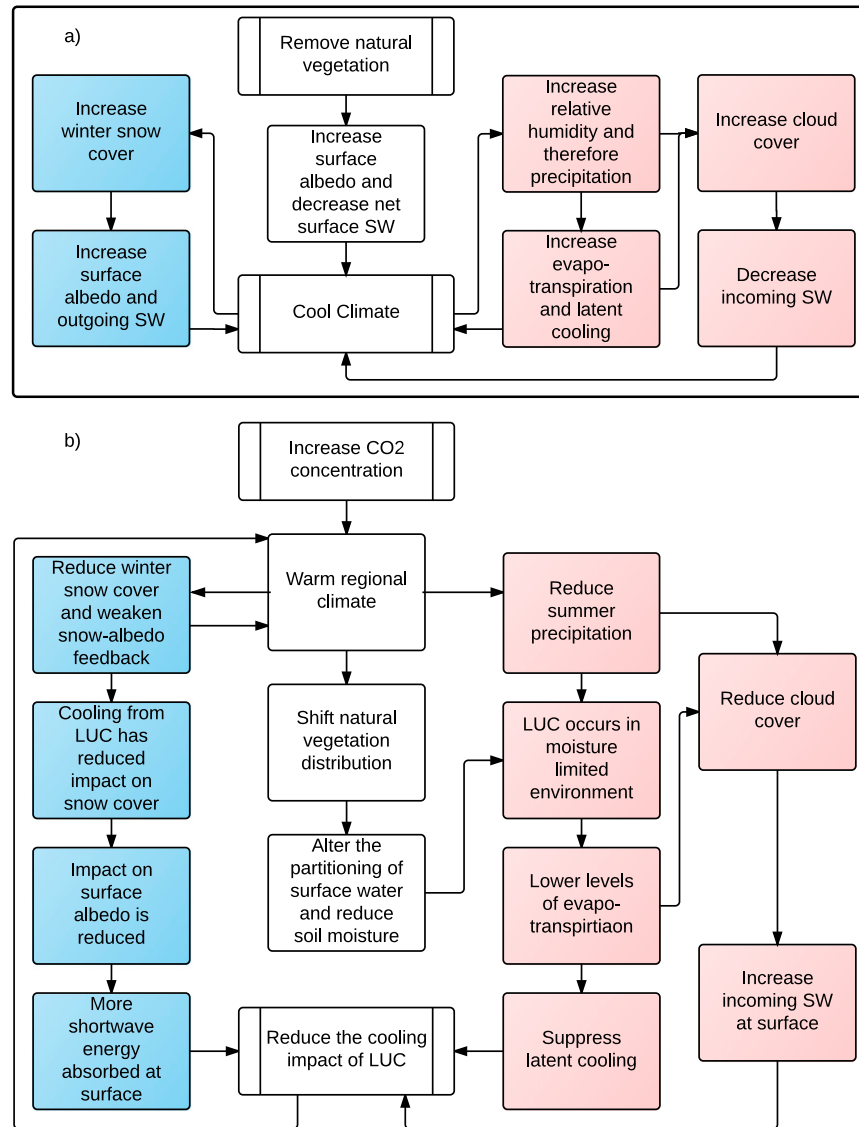 a)
Remove natural
vegetation
Increase
winter snow
cover
Increase
surface
albedo and
decrease net
surface SW
Increase
relative
humidity and
therefore
precipitation
Increase cloud
cover
Increase
surface
albedo and
outgoing SW
Cool Climate
Increase
evapo-
transpiration
and latent
cooling
Decrease
incoming SW
b)
Increase CO2
concentration
Reduce winter
snow cover
and weaken
snow-albedo
feedback
Warm regional
climate
Reduce
summer
precipitation
Cooling from
LUC has
reduced
impact on
snow cover
Shift natural
vegetation
distribution
LUC occurs in
moisture
limited
environment
Reduce cloud
cover
Impact on
surface
albedo is
reduced
Alter the
partitioning of
surface water
and reduce
soil moisture
Lower levels
of evapo-
transpirtiaon
More
shortwave
energy
absorbed at
surface
Reduce the cooling
impact of LUC
Suppress
latent cooling
Increase
incoming SW
at surface